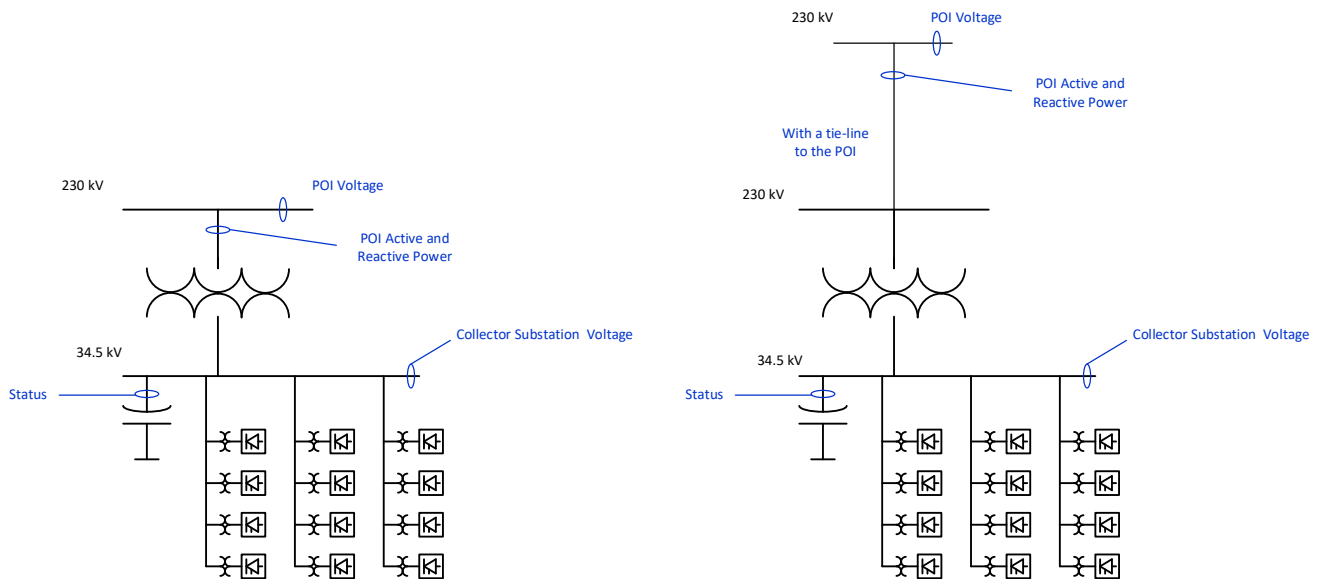 230 kV
POI Voltage
POI Active and
Reactive Power
34.5 kV
Collector Substation  Voltage
Status
230 kV
POI Voltage
POI Active and
Reactive Power
With a tie-line
to the POI
230 kV
34.5 kV
Collector Substation  Voltage
Status